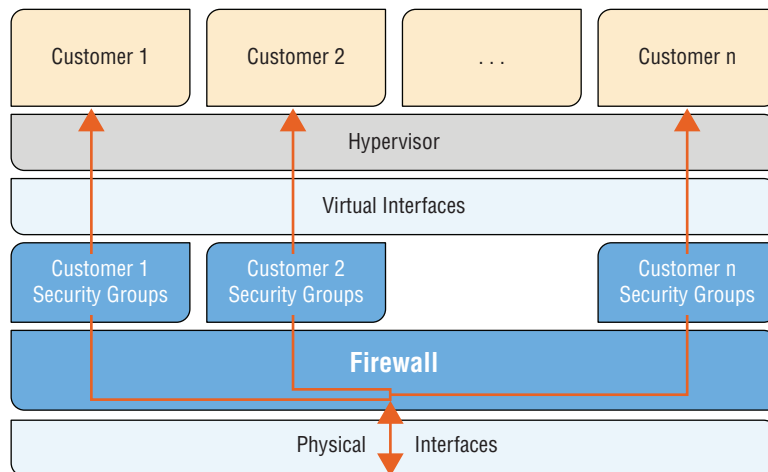 Customer 1
Customer 2
. . .
Customer n
Hypervisor
Virtual Interfaces
Customer 1
Security Groups
Customer 2
Security Groups
Customer n
Security Groups
Firewall
Physical Interfaces